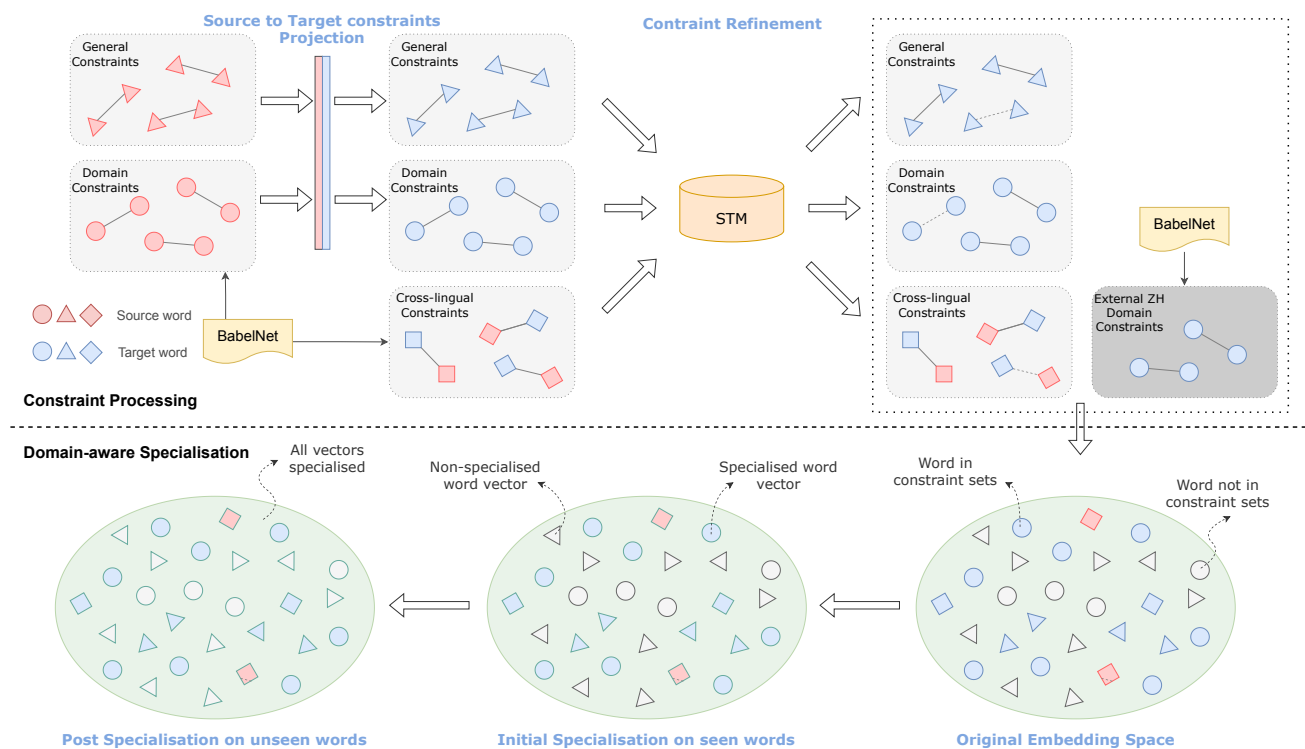 Source to Target constraints
Projection
Contraint Refinement
General
Constraints
General
Constraints
General
Constraints
Domain
Constraints
Domain
Constraints
Domain
Constraints
STM
BabelNet
Cross-lingual
Constraints
Cross-lingual
Constraints
External ZH
Domain
Constraints
Source word
Target word
BabelNet
Constraint Processing
Domain-aware Specialisation
All vectors
specialised
Non-specialised
word vector
Specialised word
vector
Word in
constraint sets
Word not in
constraint sets
Post Specialisation on unseen words
Initial Specialisation on seen words
Original Embedding Space